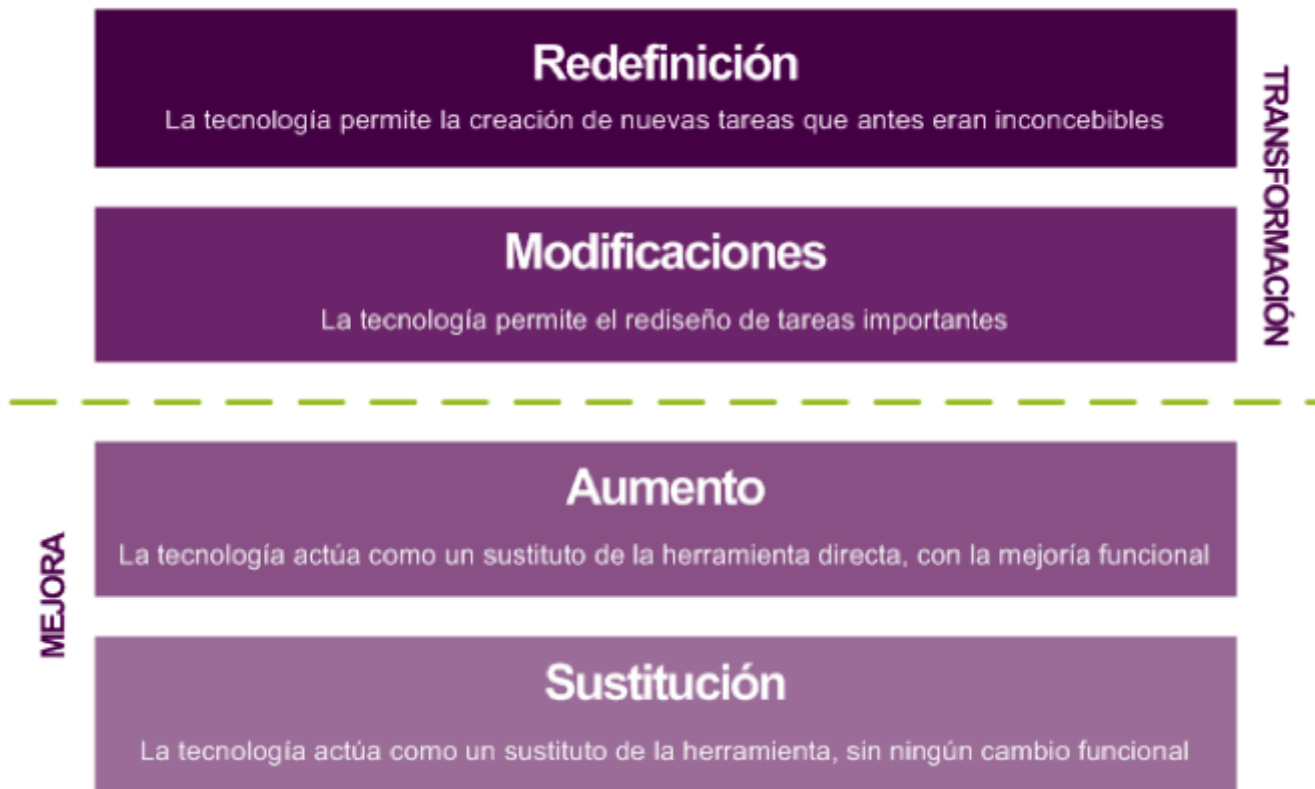 Redefinición
La tecnología permite la creación de nuevas tareas que antes eran inconcebibles
TRANSFORMACIÓN
Modificaciones
La tecnología permite el rediseño de tareas importantes
Aumento
La tecnología actúa como un sustituto de la herramienta directa, con la mejoría funcional
MEJORA
Sustitución
La tecnología actúa como un sustituto de la herramienta, sin ningún cambio funcional